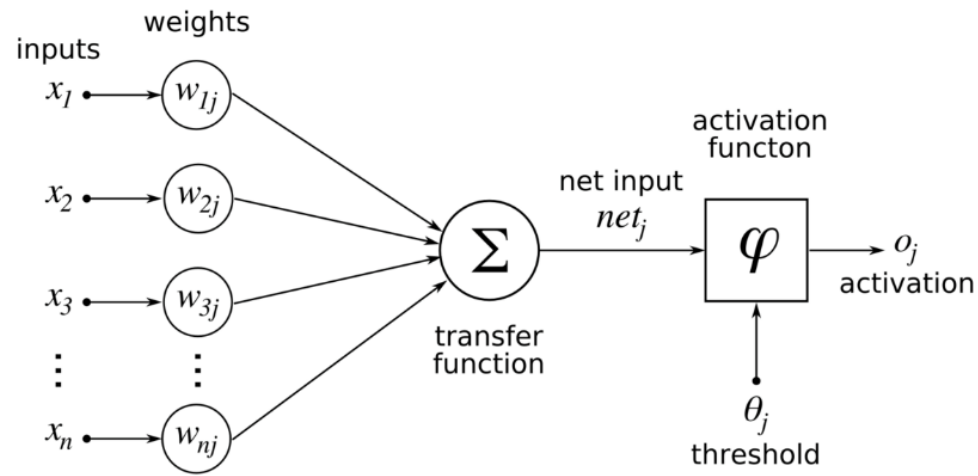 weights
inputs
x1 w1j
x2 w2j
x3 w3j
⋮ ⋮
xn wnj
Σ
transfer
function
net input
netj
activation
functon
φ
oj
activation
θj
threshold